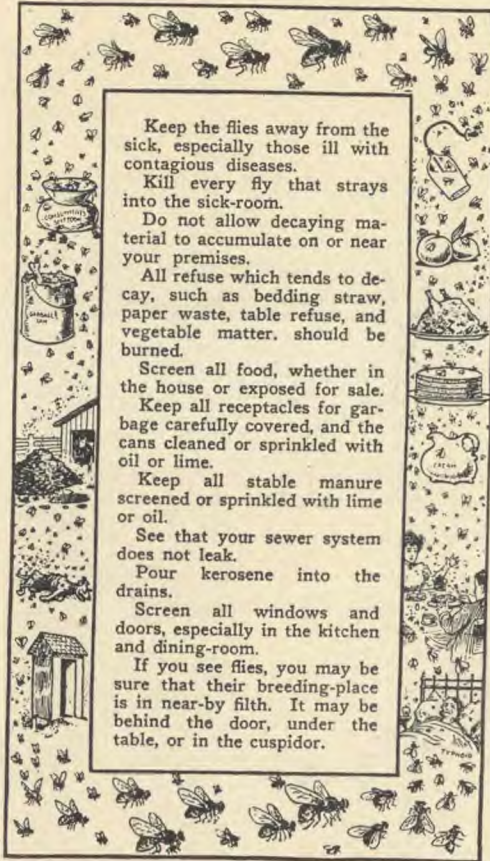 Keep the flies away from the
sick, especially those ill with
contagious diseases.
Kill every fly that strays
into the sick-room.
Do not allow decaying ma-
terial to accumulate on or near
your premises.
All refuse which tends to de-
cay, such as bedding straw,
paper waste, table refuse, and
vegetable matter. should be
burned.
Screen all food, whether in
the house or exposed for sale.
Keep all receptacles for gar-
bage carefully covered, and the
cans cleaned or sprinkled with
oil or lime.
Keep all stable manure
screened or sprinkled with lime
or oil.
See that your sewer system
does not leak.
Pour kerosene into the
drains.
Screen all windows and
doors, especially in the kitchen
and dining-room.
If you see flies, you may be
sure that their breeding-place
is in near-by filth. It may be
behind the door, under the
table, or in the cuspidor.
GARBAGE
CAN
CREAM
TYPHOID